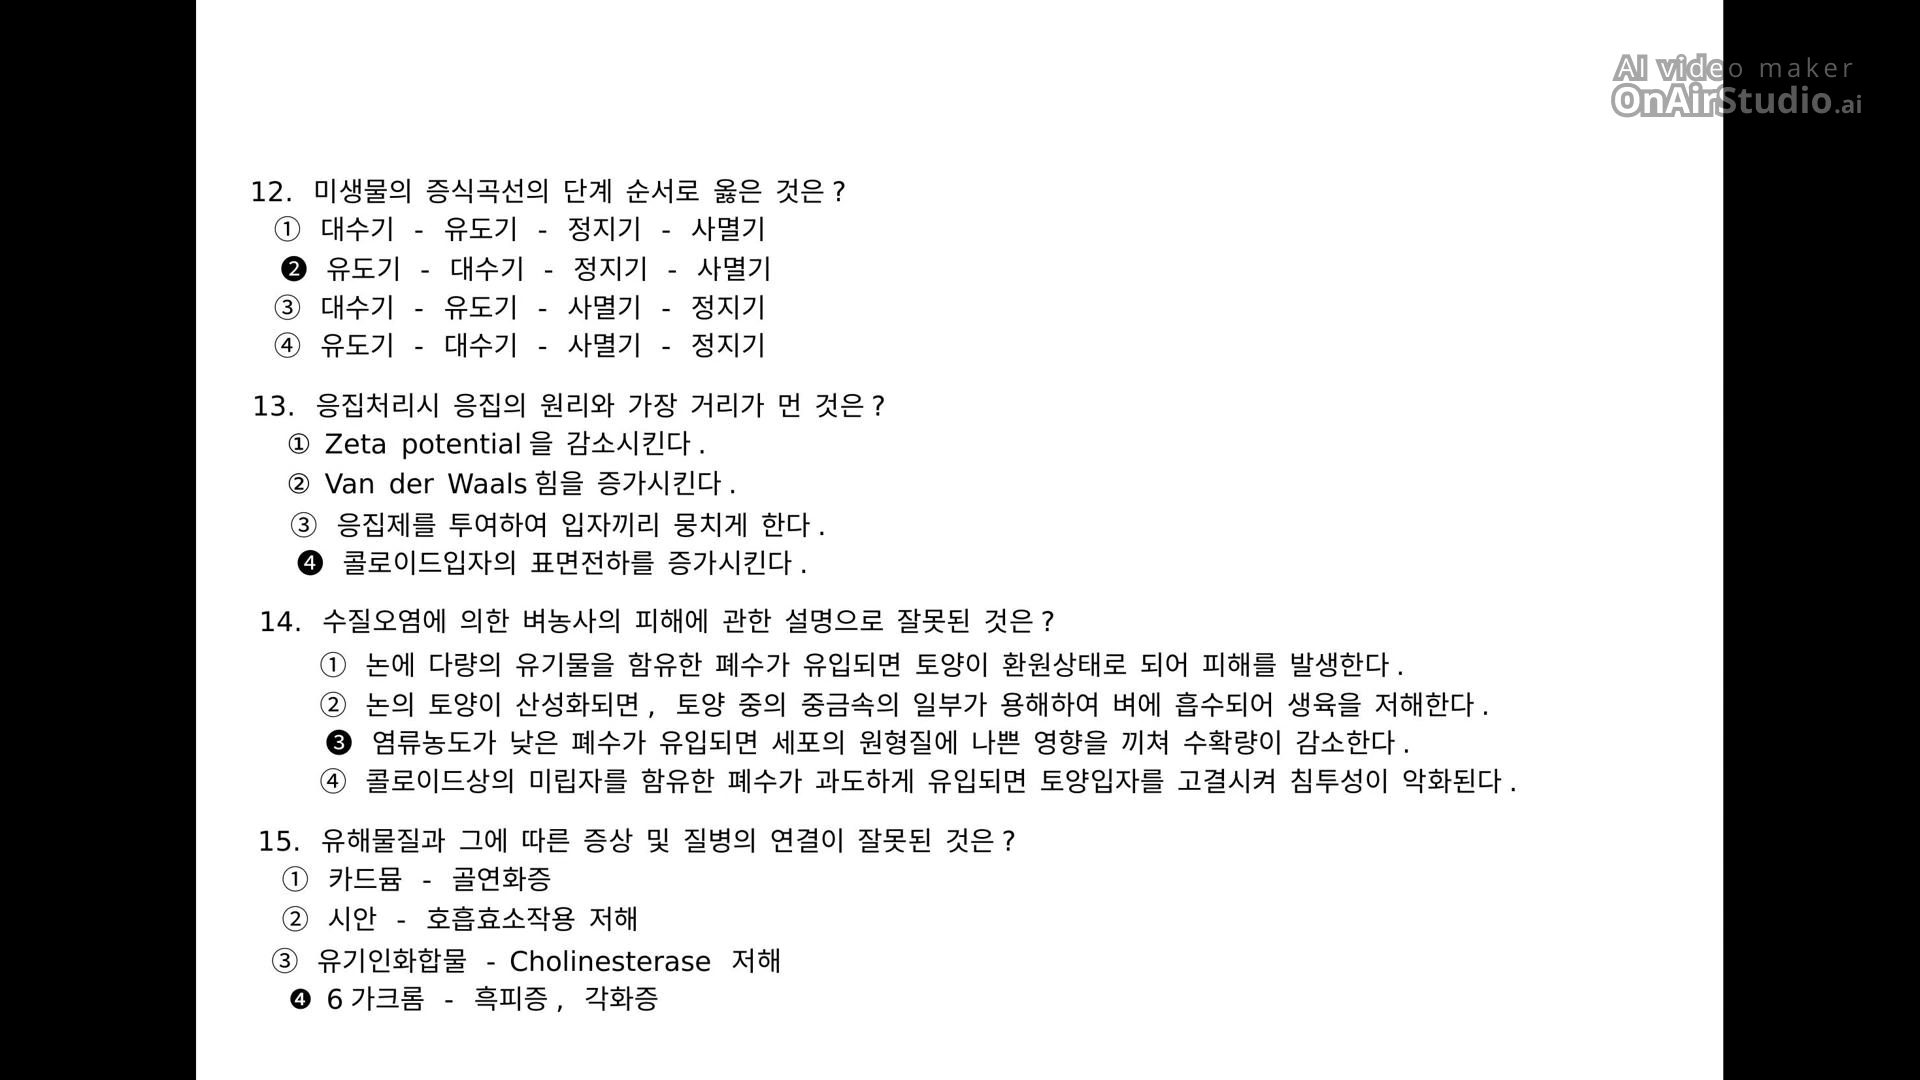 AI video maker
OnAirStudio.ai
12. 미생물의 증식곡선의 단계 순서로 옳은 것은?
① 대수기 - 유도기 - 정지기 - 사멸기
❷ 유도기 - 대수기 - 정지기 - 사멸기
③ 대수기 - 유도기 - 사멸기 - 정지기
④ 유도기 - 대수기 - 사멸기 - 정지기
13. 응집처리시 응집의 원리와 가장 거리가 먼 것은?
① Zeta potential을 감소시킨다.
② Van der Waals힘을 증가시킨다.
③ 응집제를 투여하여 입자끼리 뭉치게 한다.
❹ 콜로이드입자의 표면전하를 증가시킨다.
14. 수질오염에 의한 벼농사의 피해에 관한 설명으로 잘못된 것은?
① 논에 다량의 유기물을 함유한 폐수가 유입되면 토양이 환원상태로 되어 피해를 발생한다.
② 논의 토양이 산성화되면, 토양 중의 중금속의 일부가 용해하여 벼에 흡수되어 생육을 저해한다.
❸ 염류농도가 낮은 폐수가 유입되면 세포의 원형질에 나쁜 영향을 끼쳐 수확량이 감소한다.
④ 콜로이드상의 미립자를 함유한 폐수가 과도하게 유입되면 토양입자를 고결시켜 침투성이 악화된다.
15. 유해물질과 그에 따른 증상 및 질병의 연결이 잘못된 것은?
① 카드뮴 - 골연화증
② 시안 - 호흡효소작용 저해
③ 유기인화합물 - Cholinesterase 저해
❹ 6가크롬 - 흑피증, 각화증